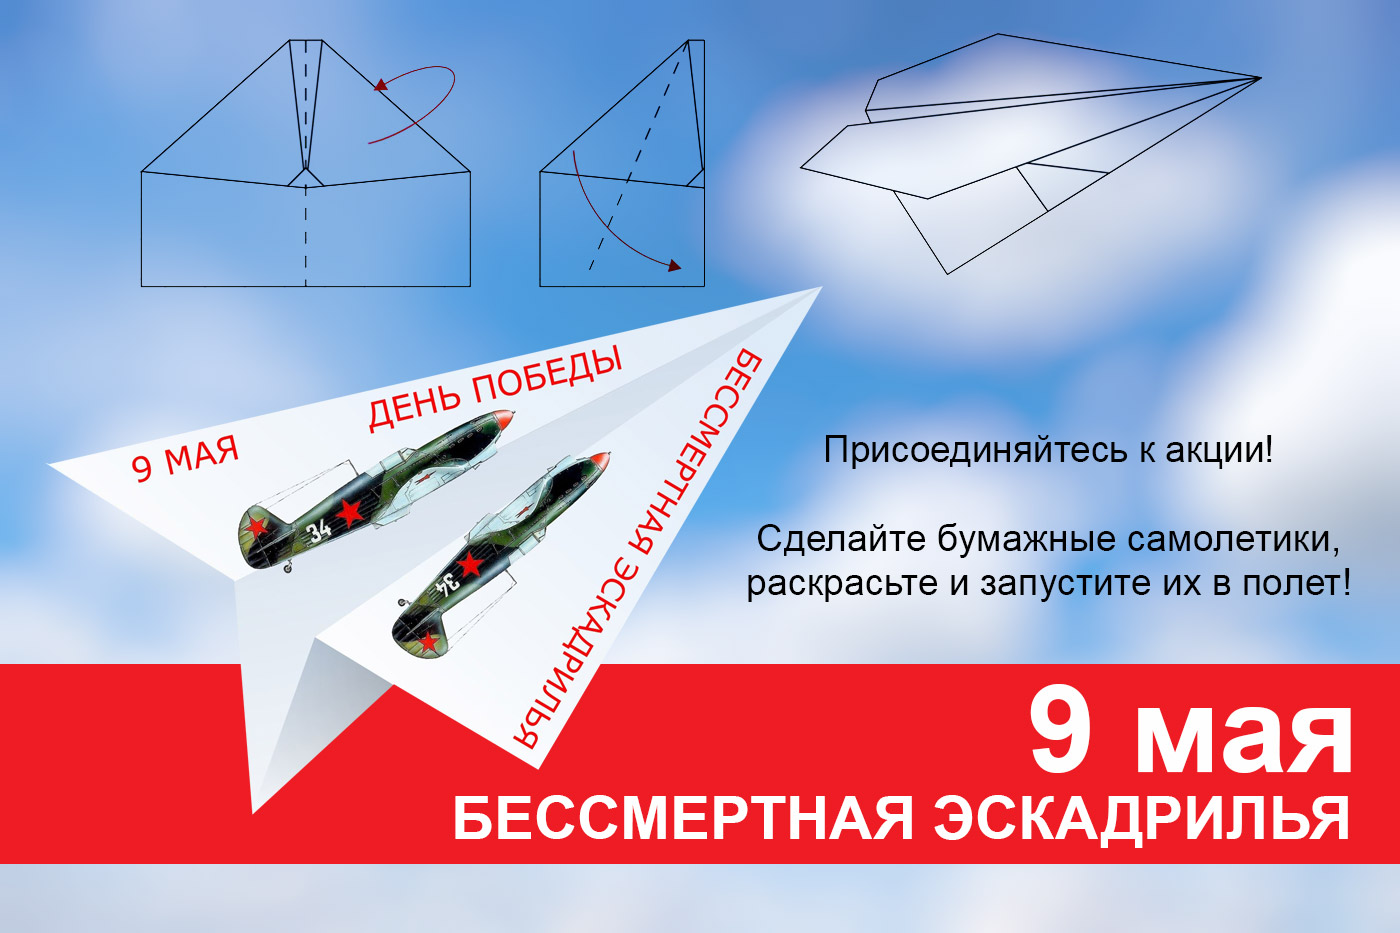 9 МАЯ
ДЕНЬ ПОБЕДЫ
БЕССМЕРТНАЯ ЭСКАДРИЛЬЯ
34
34
Присоединяйтесь к акции!
Сделайте бумажные самолетики,
раскрасьте и запустите их в полет!
9 мая
БЕССМЕРТНАЯ ЭСКАДРИЛЬЯ